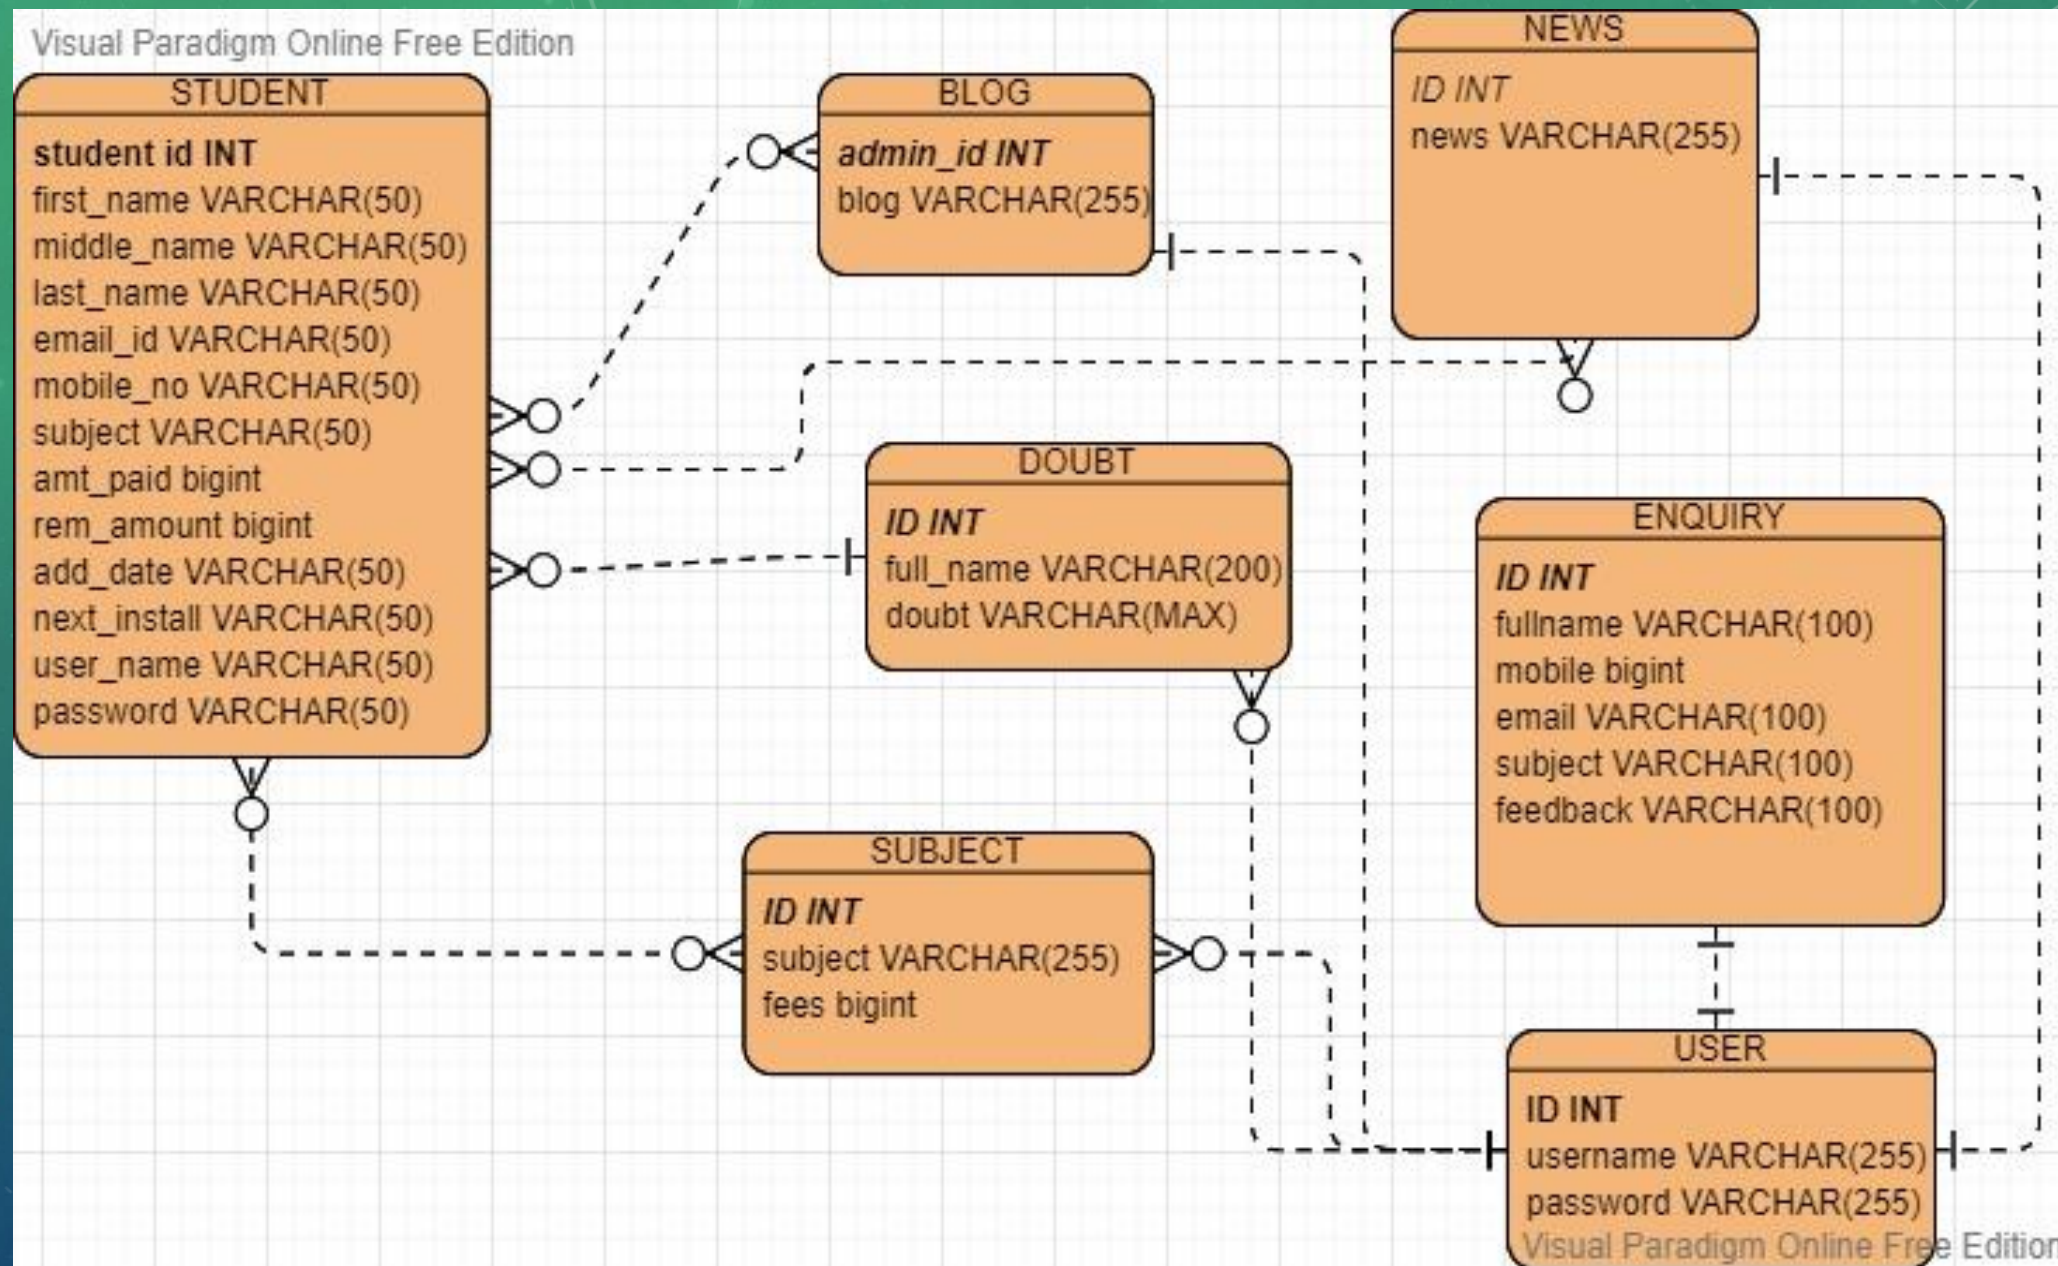 Visual Paradigm Online Free Edition
STUDENT
student id INT
first_name VARCHAR(50)
middle_name VARCHAR(50)
last_name VARCHAR(50)
email_id VARCHAR(50)
mobile_no VARCHAR(50)
subject VARCHAR(50)
amt_paid bigint
rem_amount bigint
add_date VARCHAR(50)
next_install VARCHAR(50)
user_name VARCHAR(50)
password VARCHAR(50)
BLOG
admin_id INT
blog VARCHAR(255)
NEWS
ID INT
news VARCHAR(255)
DOUBT
ID INT
full_name VARCHAR(200)
doubt VARCHAR(MAX)
ENQUIRY
ID INT
fullname VARCHAR(100)
mobile bigint
email VARCHAR(100)
subject VARCHAR(100)
feedback VARCHAR(100)
SUBJECT
ID INT
subject VARCHAR(255)
fees bigint
USER
ID INT
username VARCHAR(255)
password VARCHAR(255)
Visual Paradigm Online Free Edition